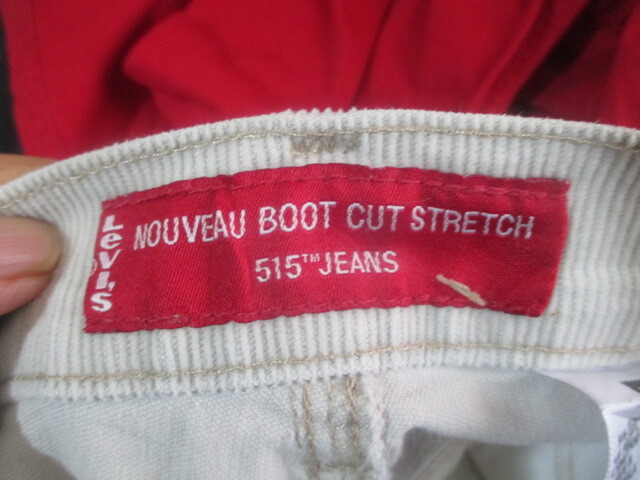 Levi's
NOUVEAU BOOT CUT STRETCH
515™ JEANS